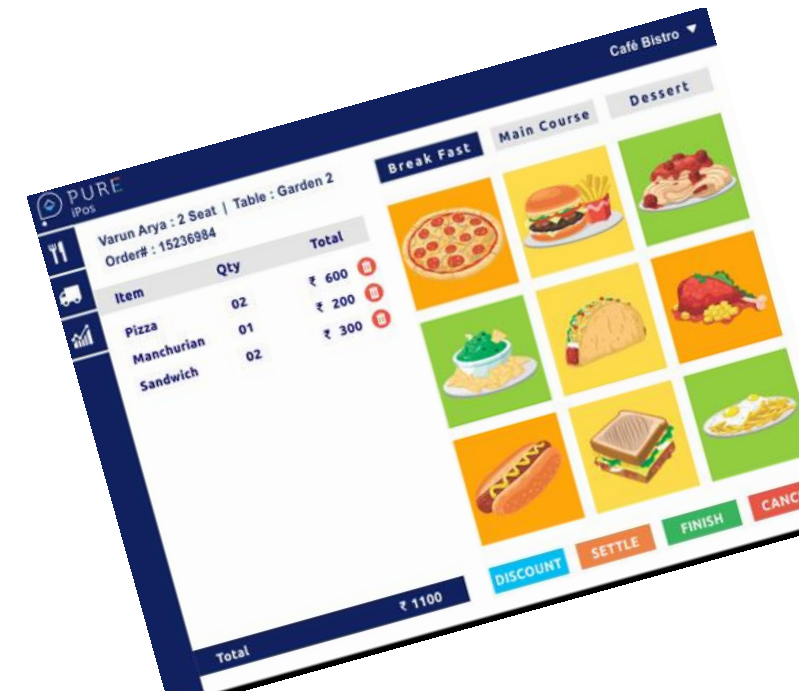 Café Bistro
PURE
iPos
Varun Arya : 2 Seat | Table : Garden 2
Order# : 15236984
Item Qty Total
Pizza 02 ₹ 600
Manchurian 01 ₹ 200
Sandwich 02 ₹ 300
Total ₹ 1100
Break Fast Main Course Dessert
DISCOUNT SETTLE FINISH CANC